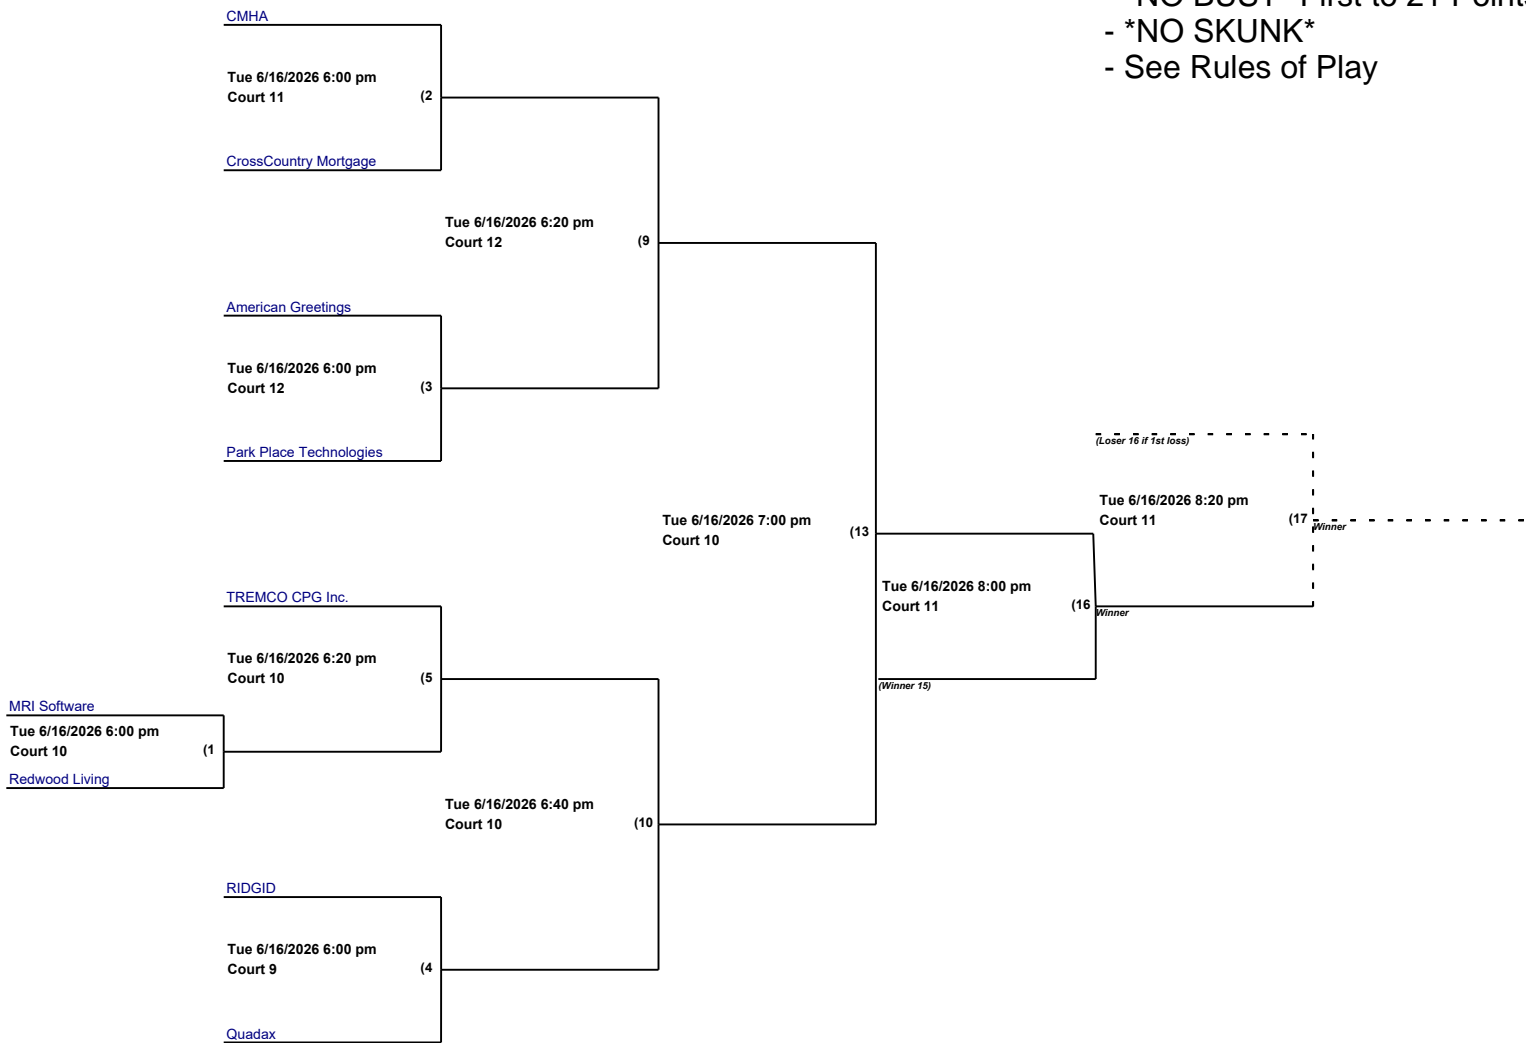 CMHA
- *NO SKUNK*
- See Rules of Play
Tue 6/16/2026 6:00 pm
Court 11
(2
CrossCountry Mortgage
Tue 6/16/2026 6:20 pm
Court 12
(9
American Greetings
Tue 6/16/2026 6:00 pm
Court 12
(3
Park Place Technologies
(Loser 16 if 1st loss)
Tue 6/16/2026 8:20 pm
Court 11
(17
Winner
Tue 6/16/2026 7:00 pm
Court 10
(13
Tue 6/16/2026 8:00 pm
Court 11
(16
Winner
TREMCO CPG Inc.
Tue 6/16/2026 6:20 pm
Court 10
(5
(Winner 15)
MRI Software
Tue 6/16/2026 6:00 pm
Court 10
(1
Redwood Living
Tue 6/16/2026 6:40 pm
Court 10
(10
RIDGID
Tue 6/16/2026 6:00 pm
Court 9
(4
Quadax